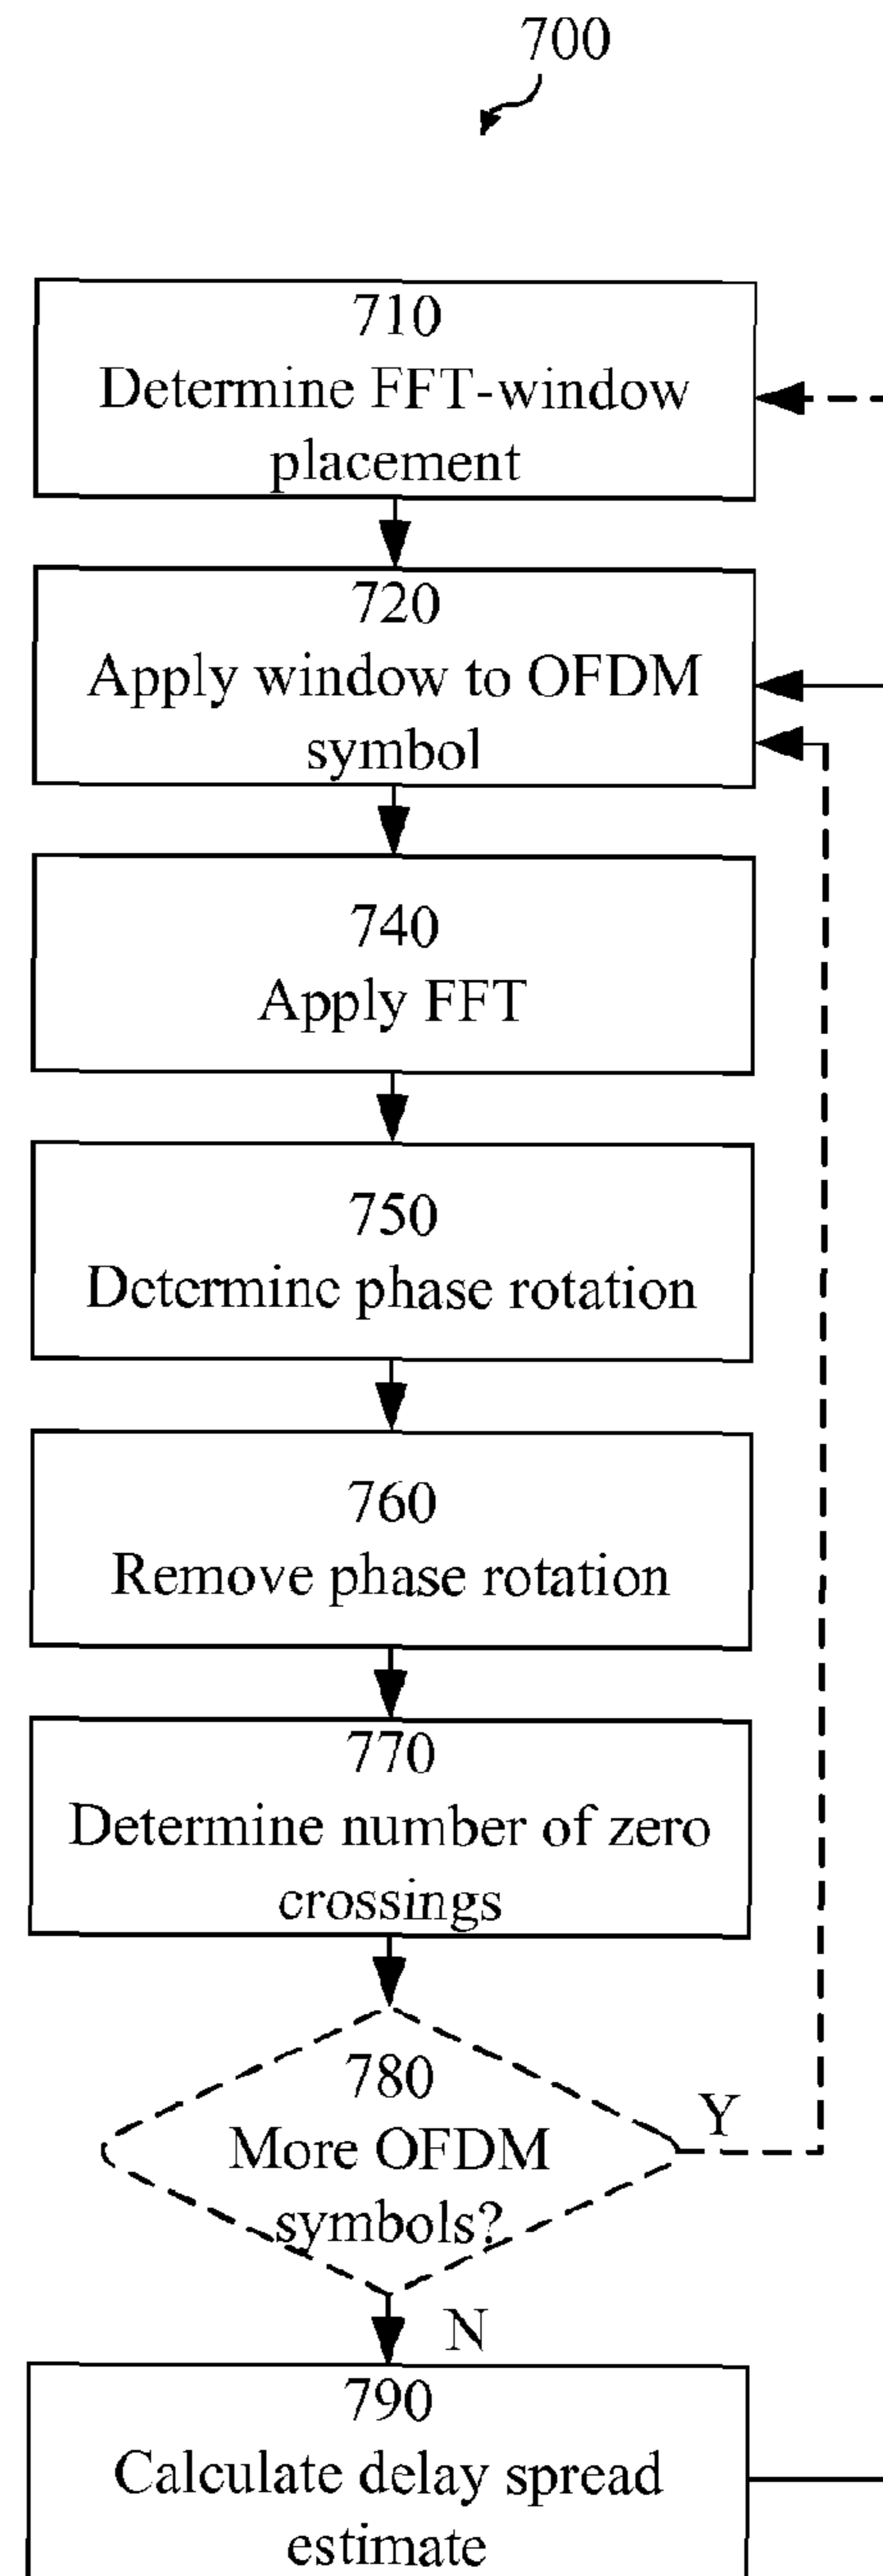 700
710
Determine FFT-window
placement
720
Apply window to OFDM
symbol
740
Apply FFT
750
Determine phase rotation
760
Remove phase rotation
770
Determine number of zero
crossings
780
More OFDM
symbols?
Y
N
790
Calculate delay spread
estimate